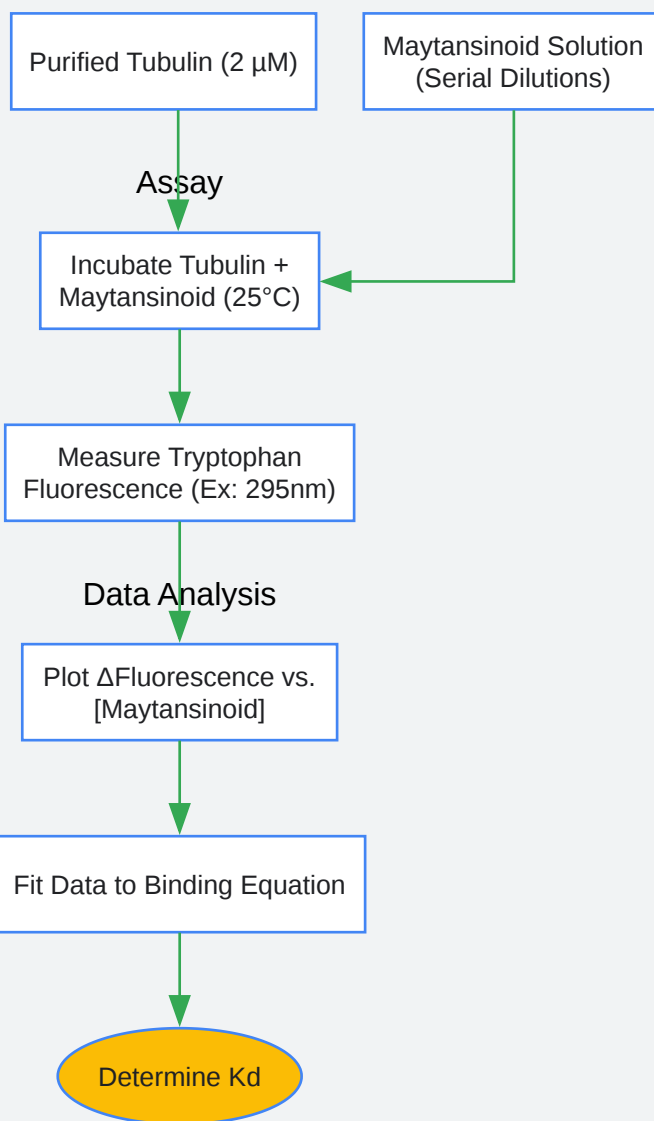 Purified Tubulin (2 µM)
Maytansinoid Solution
(Serial Dilutions)
Assay
Incubate Tubulin +
Maytansinoid (25°C)
Measure Tryptophan
Fluorescence (Ex: 295nm)
Data Analysis
Plot ΔFluorescence vs.
[Maytansinoid]
Fit Data to Binding Equation
Determine Kd